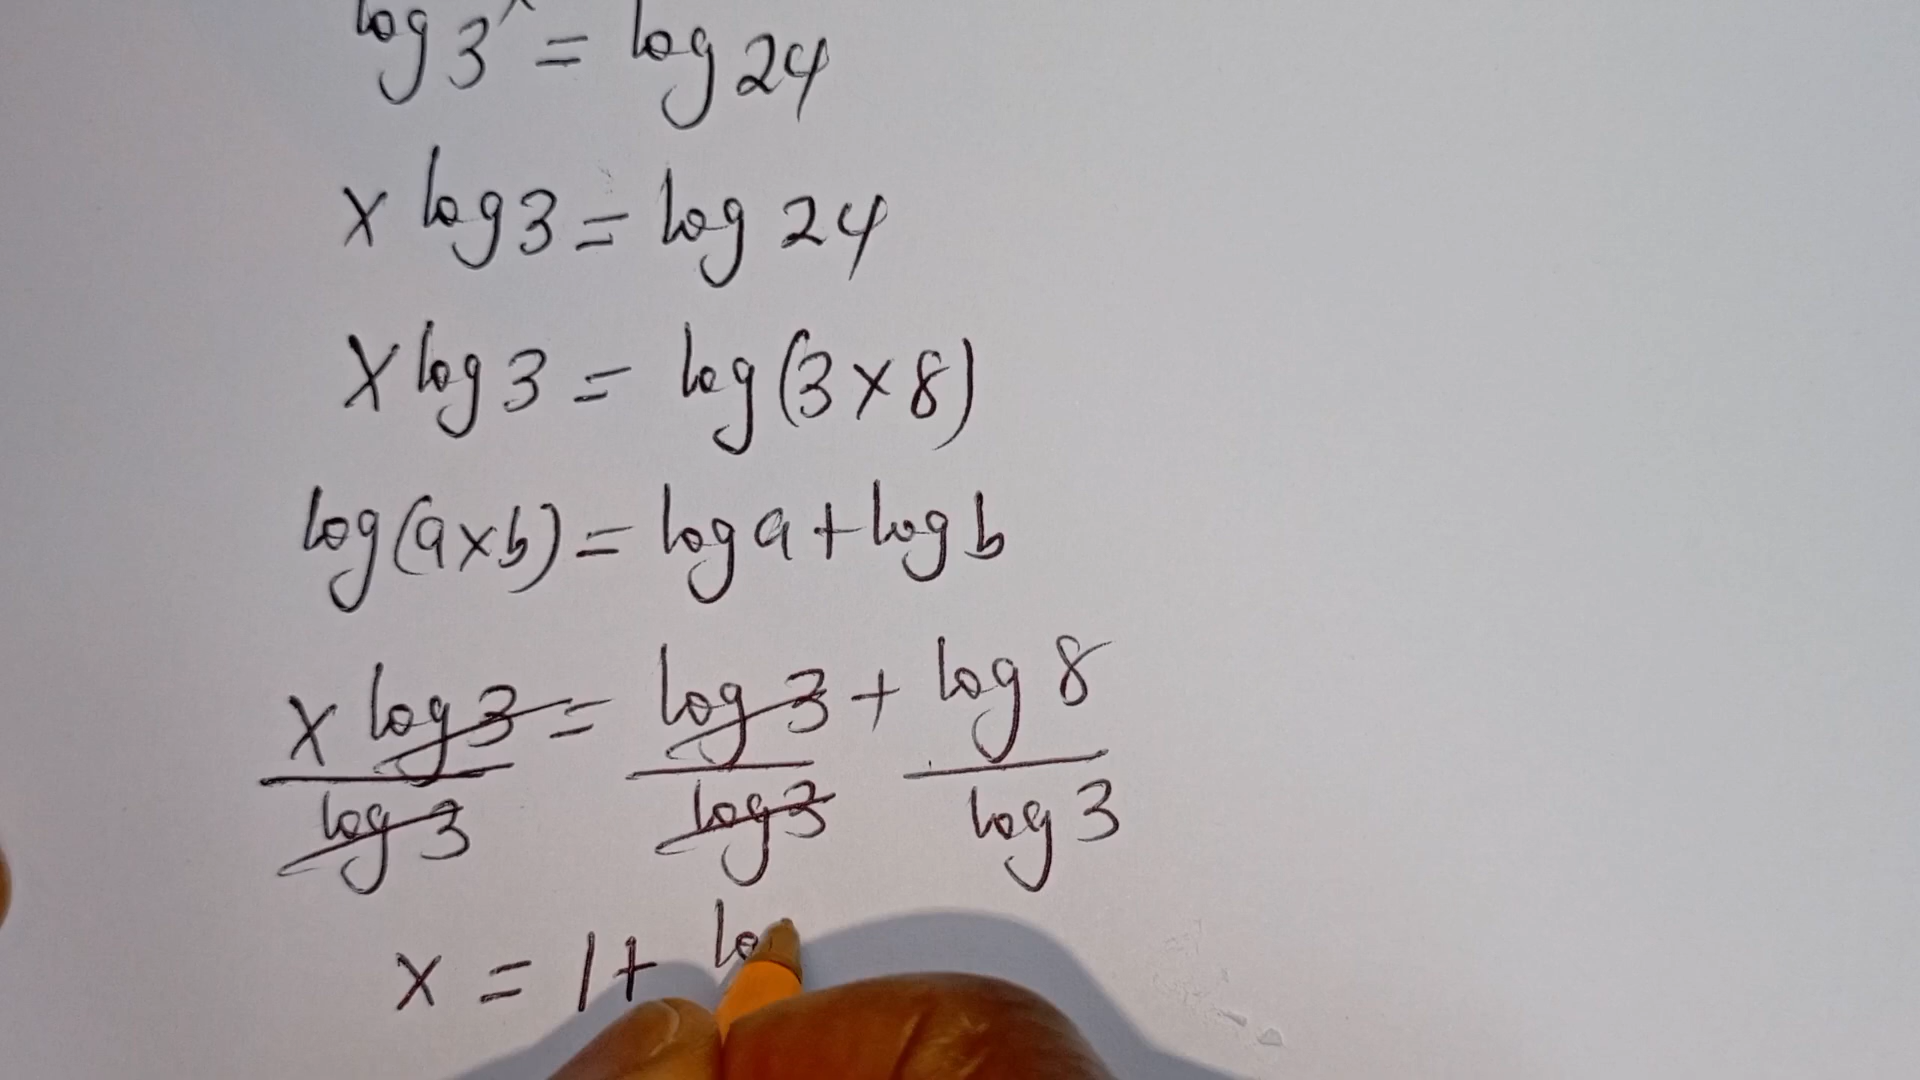 log 3^x = log 24
x log 3 = log 24
x log 3 = log (3 × 8)
log (a×b) = log a + log b
x log 3 / log 3 = log 3 / log 3 + log 8 / log 3
x = 1 + lo